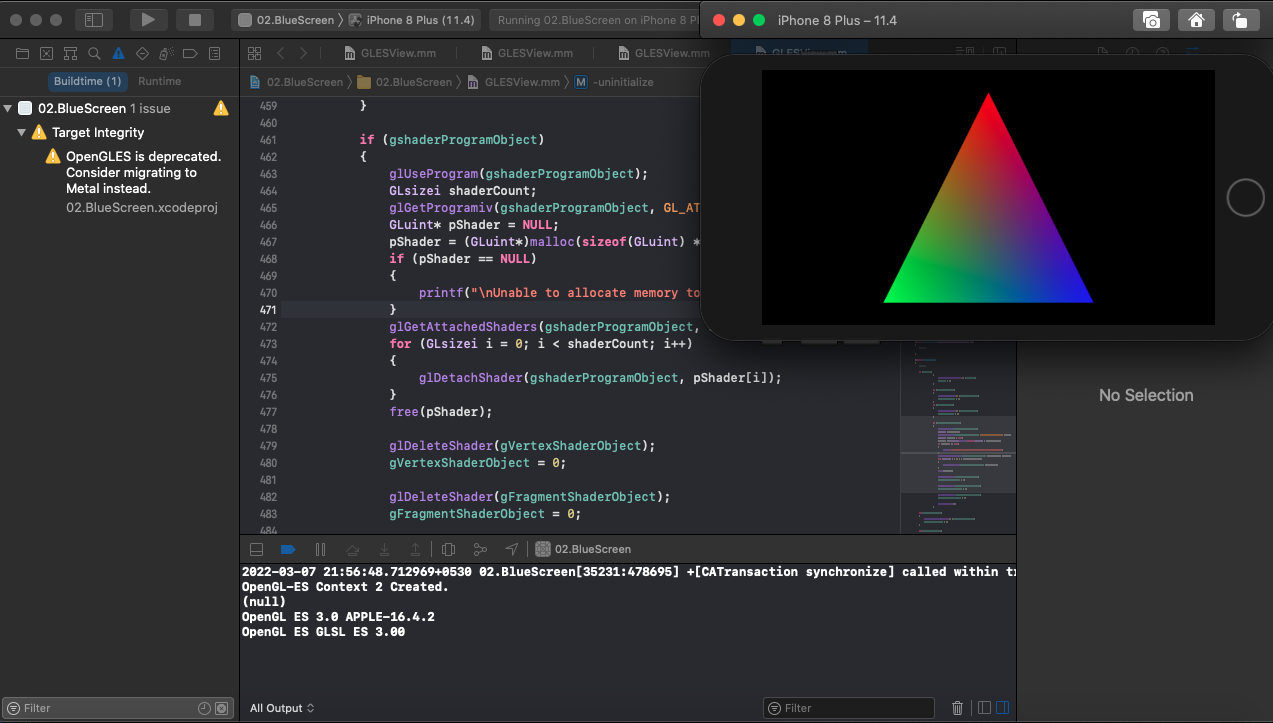 02.BlueScreen
iPhone 8 Plus (11.4)
Running 02.BlueScreen on iPhone 8
iPhone 8 Plus – 11.4
GLESView.mm
GLESView.mm
GLESView.mm
GLESView.mm
Buildtime (1)
Runtime
02.BlueScreen
02.BlueScreen
GLESView.mm
M
-uninitialize
02.BlueScreen 1 issue
Target Integrity
OpenGLES is deprecated.
Consider migrating to
Metal instead.
02.BlueScreen.xcodeproj
459 }
460
461 if (gshaderProgramObject)
462 {
463 glUseProgram(gshaderProgramObject);
464 GLsizei shaderCount;
465 glGetProgramiv(gshaderProgramObject, GL_AT
466 GLuint* pShader = NULL;
467 pShader = (GLuint*)malloc(sizeof(GLuint) *
468 if (pShader == NULL)
469 {
470 printf("\nUnable to allocate memory to
471 }
472 glGetAttachedShaders(gshaderProgramObject,
473 for (GLsizei i = 0; i < shaderCount; i++)
474 {
475 glDetachShader(gshaderProgramObject, pShader[i]);
476 }
477 free(pShader);
478
479 glDeleteShader(gVertexShaderObject);
480 gVertexShaderObject = 0;
481
482 glDeleteShader(gFragmentShaderObject);
483 gFragmentShaderObject = 0;
484
No Selection
02.BlueScreen
2022-03-07 21:56:48.712969+0530 02.BlueScreen[35231:478695] +[CATransaction synchronize] called within tr
OpenGL-ES Context 2 Created.
(null)
OpenGL ES 3.0 APPLE-16.4.2
OpenGL ES GLSL ES 3.00
Filter
All Output
Filter